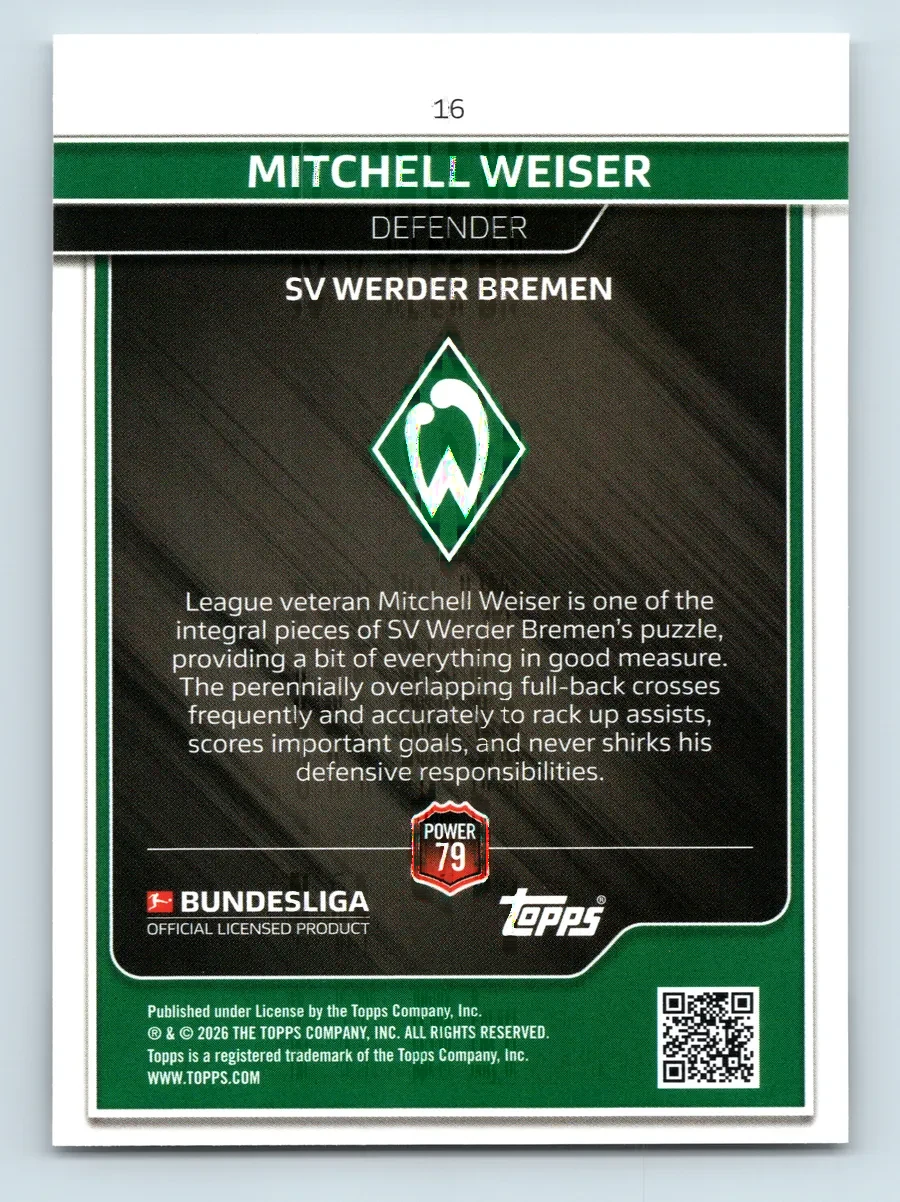 16
MITCHELL WEISER
DEFENDER
SV WERDER BREMEN
W
League veteran Mitchell Weiser is one of the
integral pieces of SV Werder Bremen's puzzle,
providing a bit of everything in good measure.
The perennially overlapping full-back crosses
frequently and accurately to rack up assists,
scores important goals, and never shirks his
defensive responsibilities.
POWER
79
BUNDESLIGA
OFFICIAL LICENSED PRODUCT
topps®
Published under License by the Topps Company, Inc.
® & © 2026 THE TOPPS COMPANY, INC. ALL RIGHTS RESERVED.
Topps is a registered trademark of the Topps Company, Inc.
WWW.TOPPS.COM